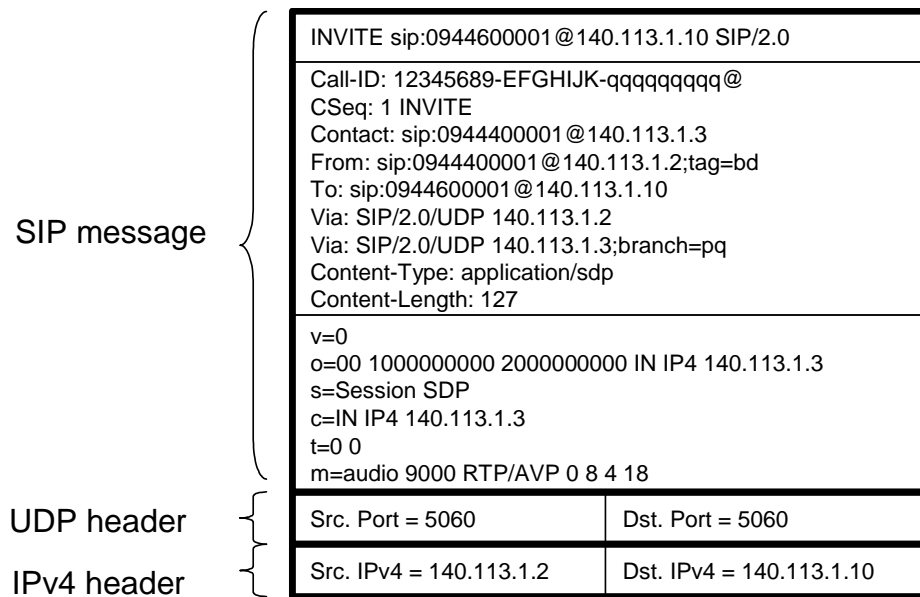 INVITE sip:0944600001@140.113.1.10 SIP/2.0
Call-ID: 12345689-EFGHIJK-qqqqqqqqq@
CSeq: 1 INVITE
Contact: sip:0944400001@140.113.1.3
From: sip:0944400001@140.113.1.2;tag=bd
To: sip:0944600001@140.113.1.10
Via: SIP/2.0/UDP 140.113.1.2
Via: SIP/2.0/UDP 140.113.1.3;branch=pq
Content-Type: application/sdp
Content-Length: 127
SIP message
v=0
o=00 1000000000 2000000000 IN IP4 140.113.1.3
s=Session SDP
c=IN IP4 140.113.1.3
t=0 0
m=audio 9000 RTP/AVP 0 8 4 18
UDP header
Src. Port = 5060
Dst. Port = 5060
IPv4 header
Src. IPv4 = 140.113.1.2
Dst. IPv4 = 140.113.1.10